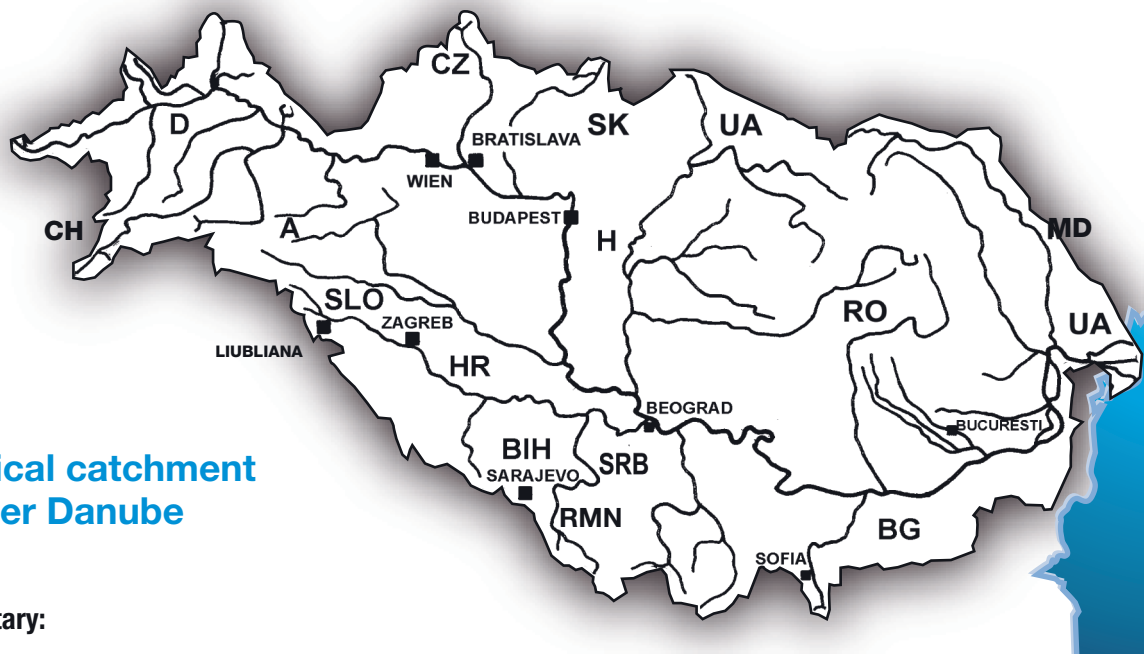 CZ
D
SK
UA
BRATISLAVA
WIEN
BUDAPEST
CH
A
H
MD
SLO
RO
ZAGREB
UA
LIUBLIANA
HR
BEOGRAD
BUCURESTI
BIH
SRB
SARAJEVO
RMN
BG
SOFIA
ical catchment
er Danube
tary: